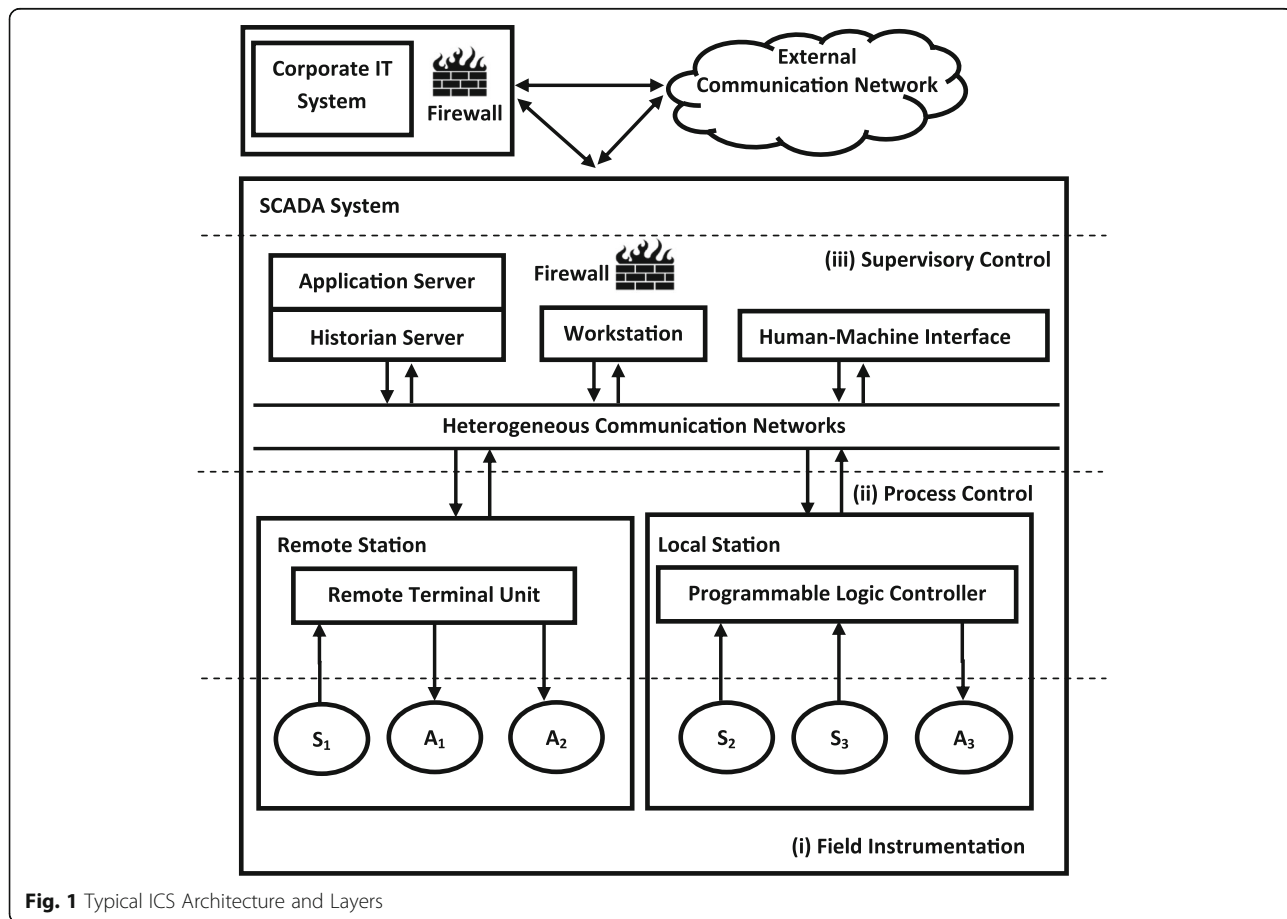 Corporate IT
System
Firewall
External
Communication Network
SCADA System
(iii) Supervisory Control
Application Server
Historian Server
Firewall
Workstation
Human-Machine Interface
Heterogeneous Communication Networks
(ii) Process Control
Remote Station
Remote Terminal Unit
Local Station
Programmable Logic Controller
S₁
A₁
A₂
S₂
S₃
A₃
(i) Field Instrumentation
Fig. 1 Typical ICS Architecture and Layers